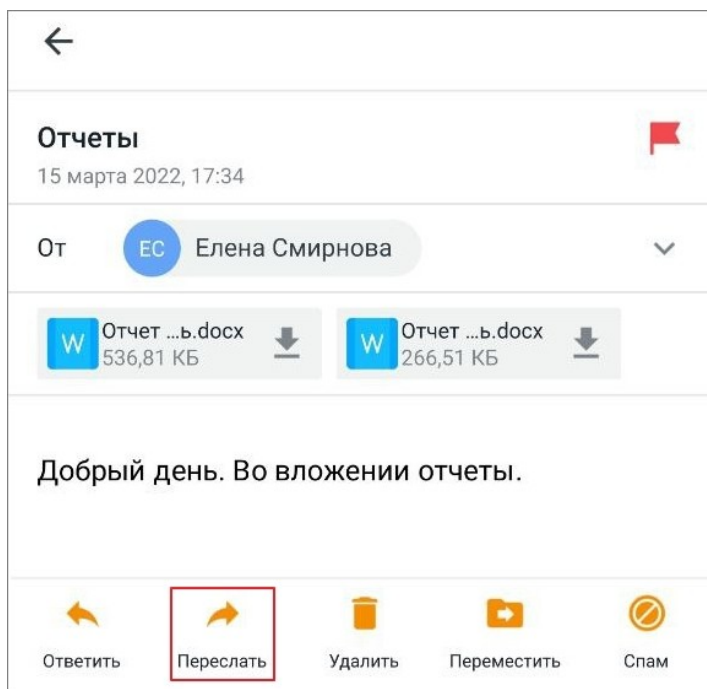 Отчеты
15 марта 2022, 17:34
От ЕС Елена Смирнова
W Отчет ...ь.docx W Отчет ...ь.docx
536,81 КБ 266,51 КБ
Добрый день. Во вложении отчеты.
Ответить Переслать Удалить Переместить Спам